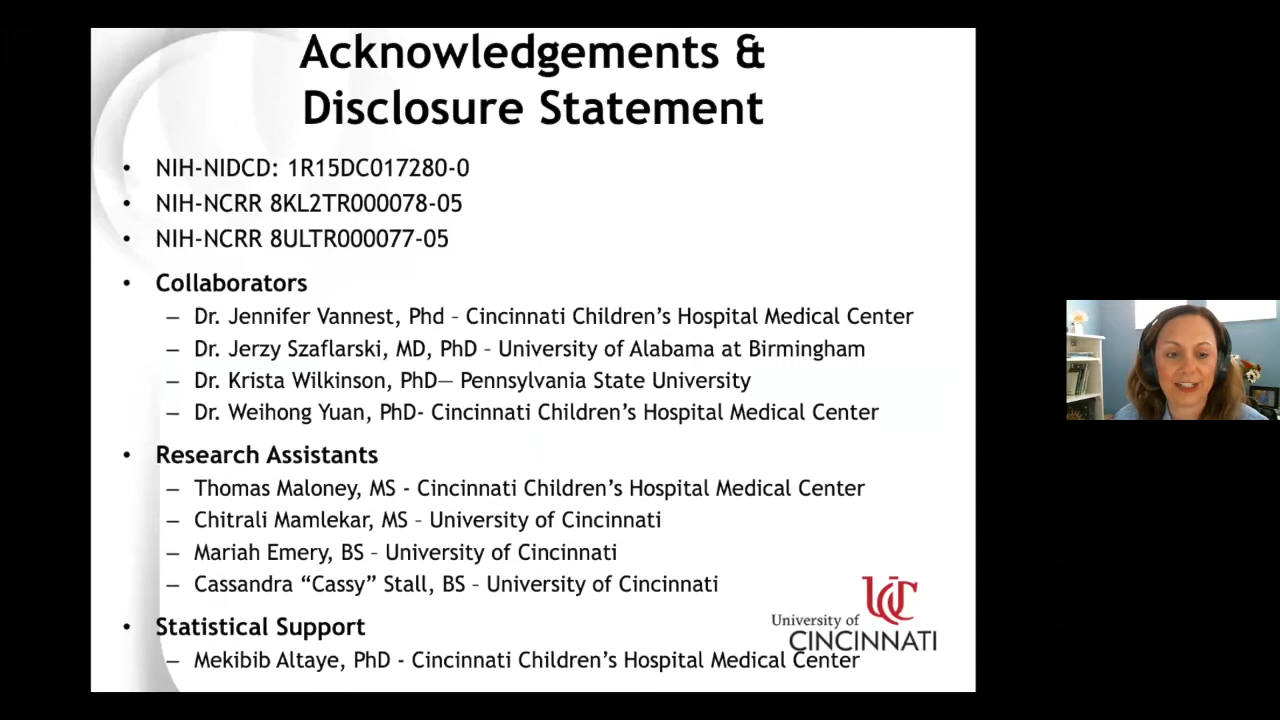 Acknowledgements &
Disclosure Statement
• NIH-NIDCD: 1R15DC017280-0
• NIH-NCRR 8KL2TR000078-05
• NIH-NCRR 8ULTR000077-05
• Collaborators
– Dr. Jennifer Vannest, Phd – Cincinnati Children’s Hospital Medical Center
– Dr. Jerzy Szaflarski, MD, PhD – University of Alabama at Birmingham
– Dr. Krista Wilkinson, PhD— Pennsylvania State University
– Dr. Weihong Yuan, PhD- Cincinnati Children’s Hospital Medical Center
• Research Assistants
– Thomas Maloney, MS - Cincinnati Children’s Hospital Medical Center
– Chitrali Mamlekar, MS – University of Cincinnati
– Mariah Emery, BS – University of Cincinnati
– Cassandra “Cassy” Stall, BS – University of Cincinnati
• Statistical Support
– Mekibib Altaye, PhD - Cincinnati Children’s Hospital Medical Center
UC
University of
CINCINNATI